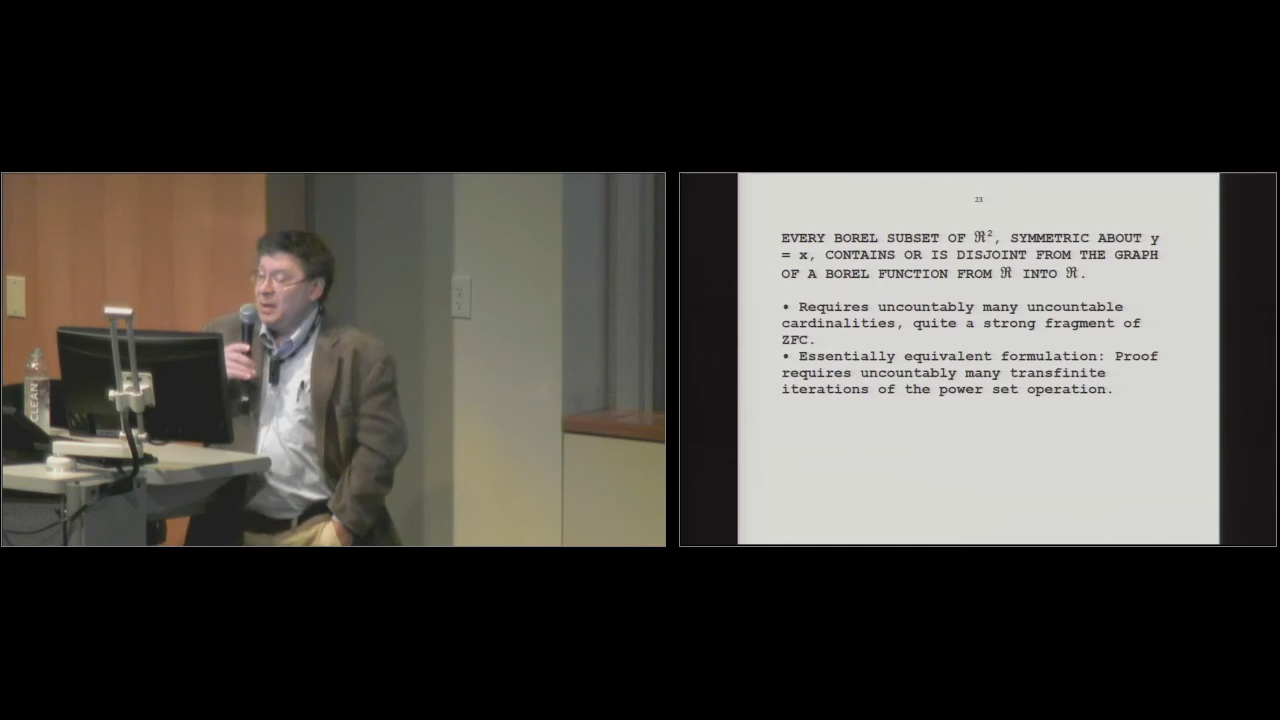 CLEAN
23
EVERY BOREL SUBSET OF ℜ², SYMMETRIC ABOUT y
= x, CONTAINS OR IS DISJOINT FROM THE GRAPH
OF A BOREL FUNCTION FROM ℜ INTO ℜ.
• Requires uncountably many uncountable
cardinalities, quite a strong fragment of
ZFC.
• Essentially equivalent formulation: Proof
requires uncountably many transfinite
iterations of the power set operation.